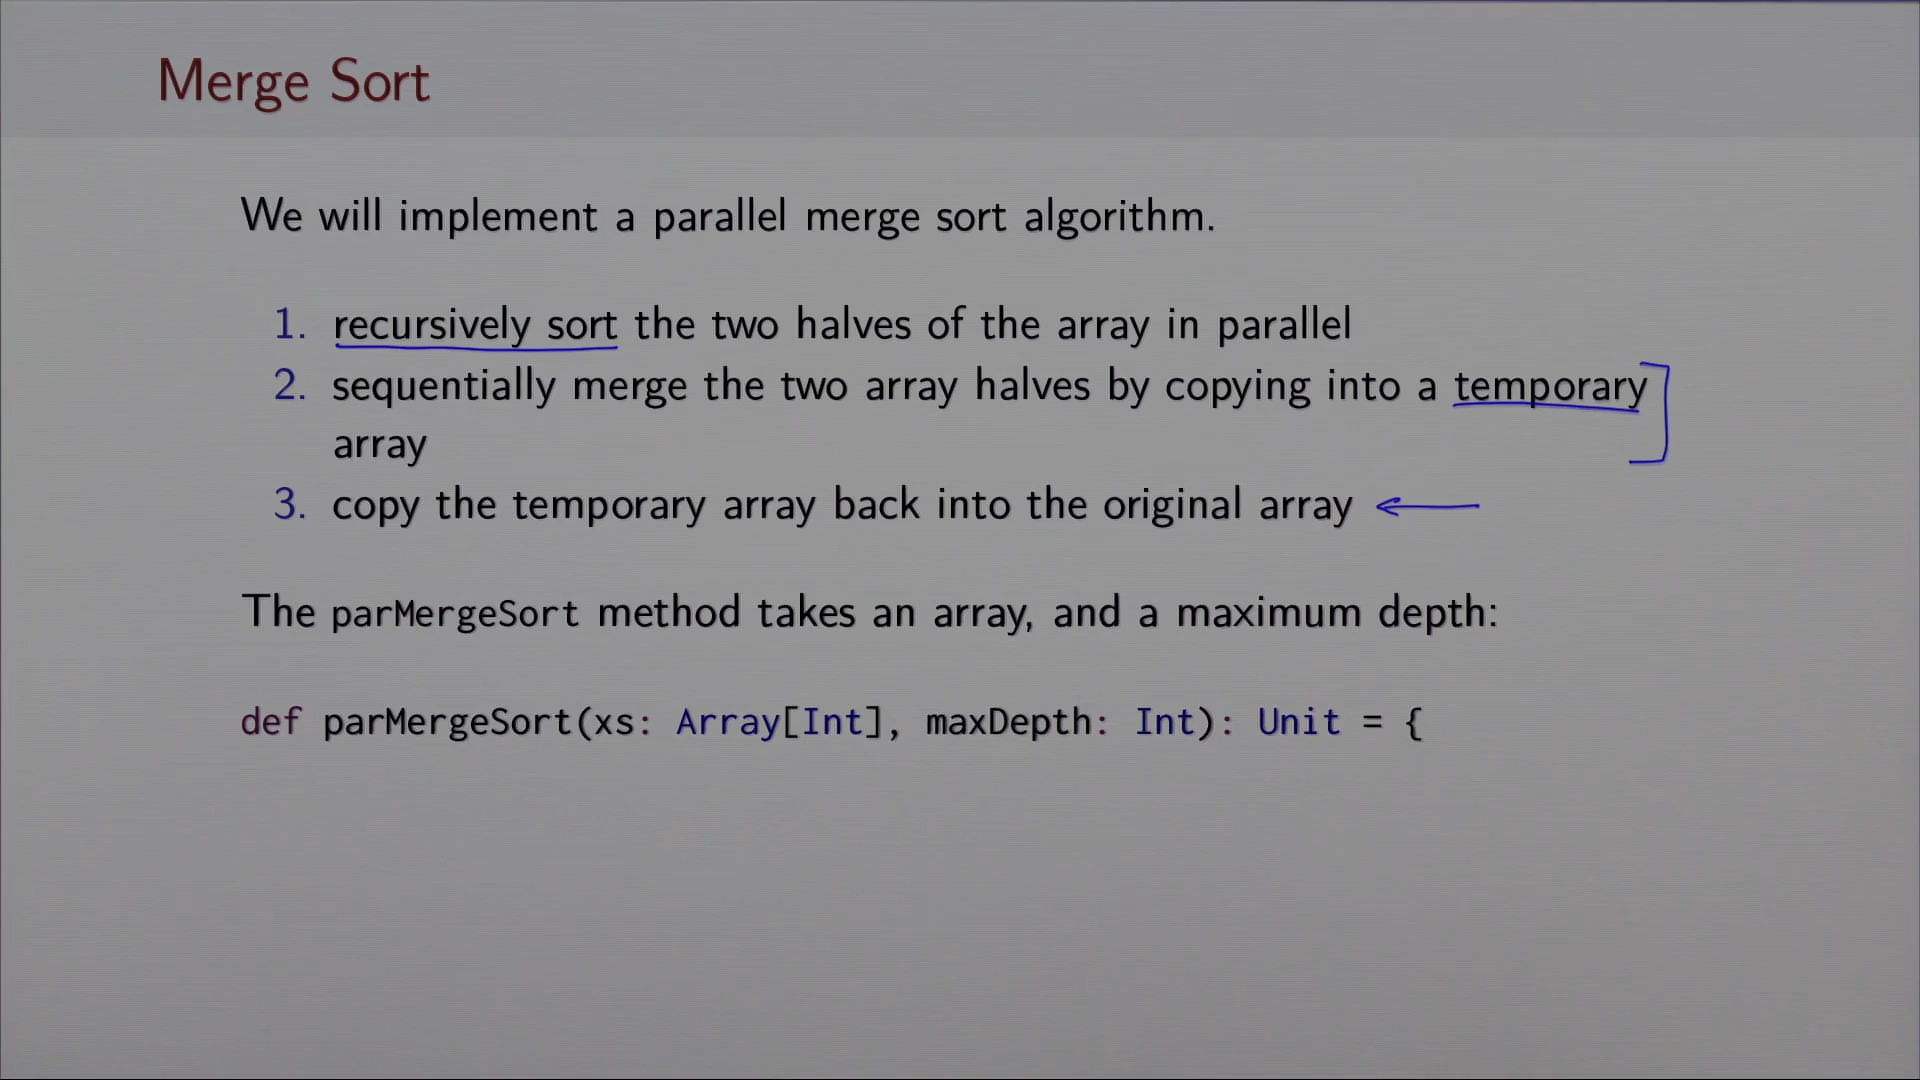 Merge Sort
We will implement a parallel merge sort algorithm.
1. recursively sort the two halves of the array in parallel
2. sequentially merge the two array halves by copying into a temporary
array
3. copy the temporary array back into the original array
The parMergeSort method takes an array, and a maximum depth:
def parMergeSort(xs: Array[Int], maxDepth: Int): Unit = {